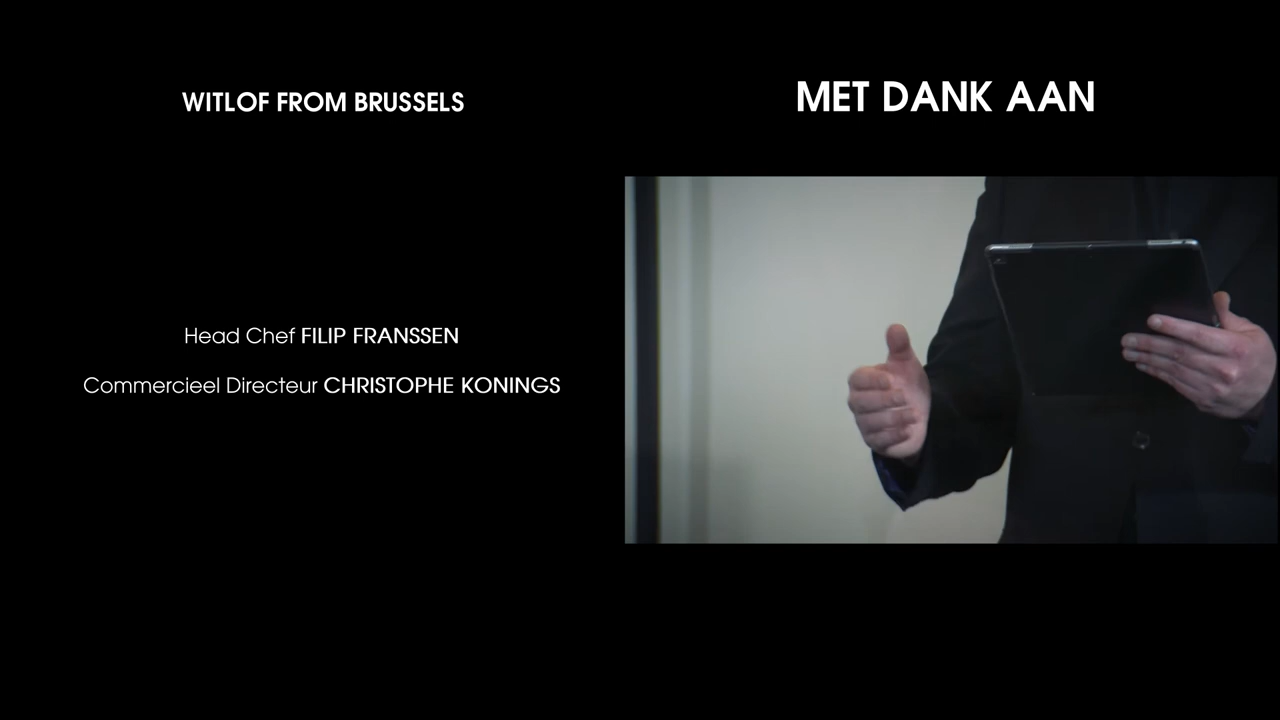 WITLOF FROM BRUSSELS
MET DANK AAN
Head Chef FILIP FRANSSEN
Commercieel Directeur CHRISTOPHE KONINGS